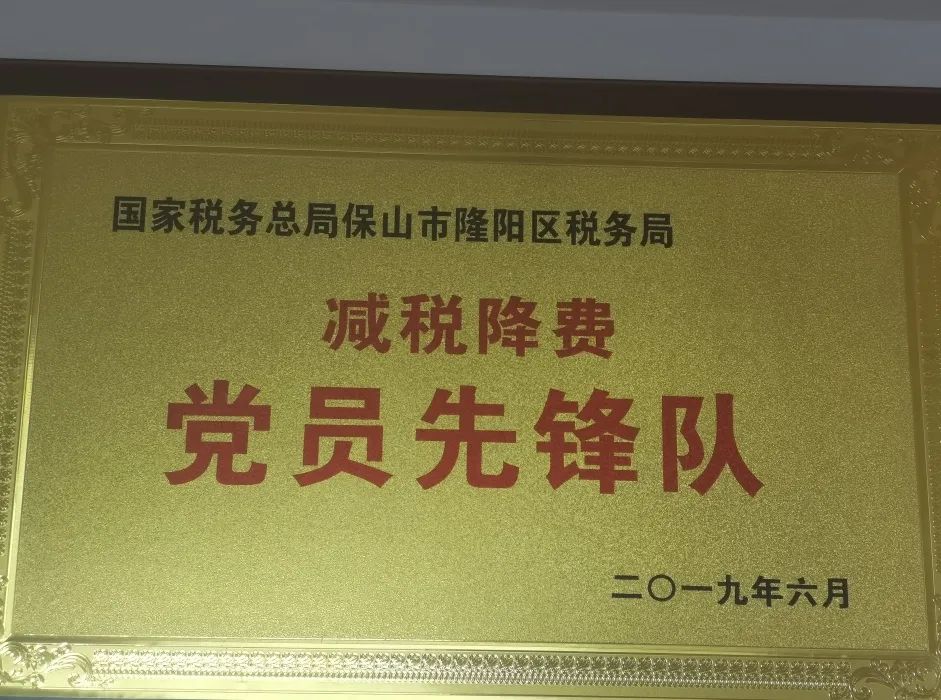 国家税务总局保山市隆阳区税务局
减税降费
党员先锋队
二〇一九年六月